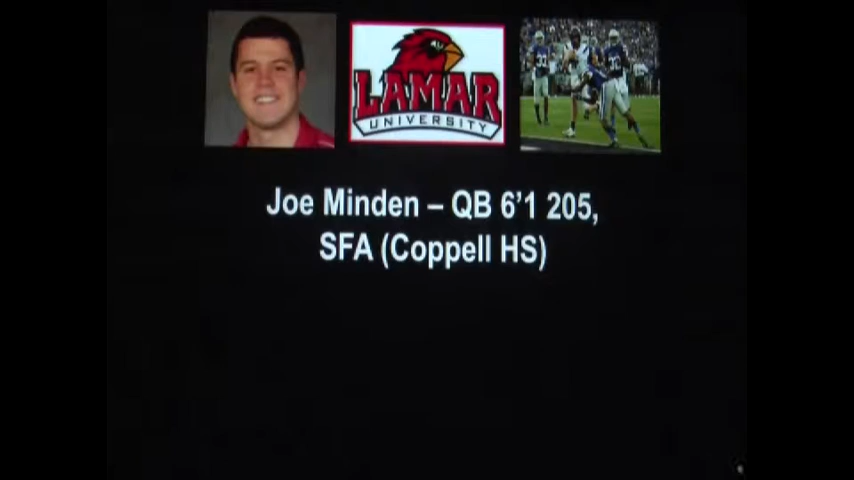 LAMAR
UNIVERSITY
Joe Minden – QB 6'1 205,
SFA (Coppell HS)